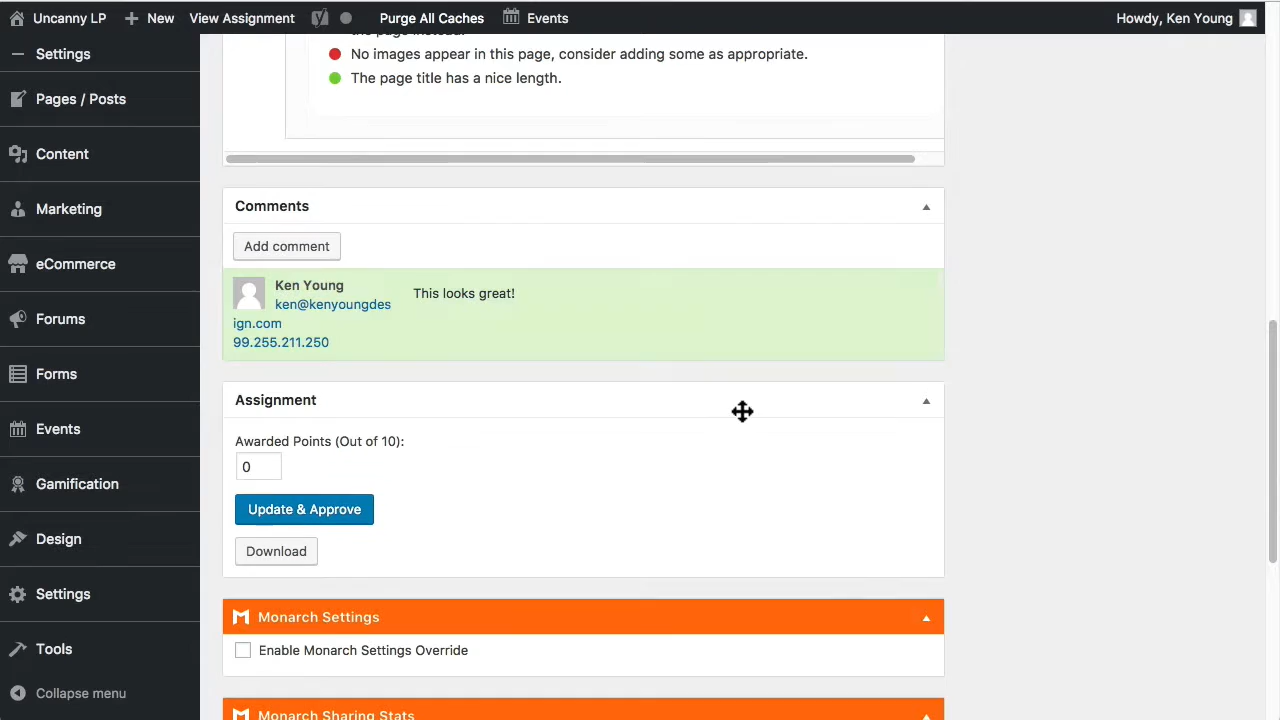 Uncanny LP
New
View Assignment
Purge All Caches
Events
Howdy, Ken Young
Settings
Pages / Posts
Content
Marketing
eCommerce
Forums
Forms
Events
Gamification
Design
Settings
Tools
Collapse menu
the page instead.
No images appear in this page, consider adding some as appropriate.
The page title has a nice length.
Comments
Add comment
Ken Young
ken@kenyoungdes
ign.com
99.255.211.250
This looks great!
Assignment
Awarded Points (Out of 10):
0
Update & Approve
Download
Monarch Settings
Enable Monarch Settings Override
Monarch Sharing Stats